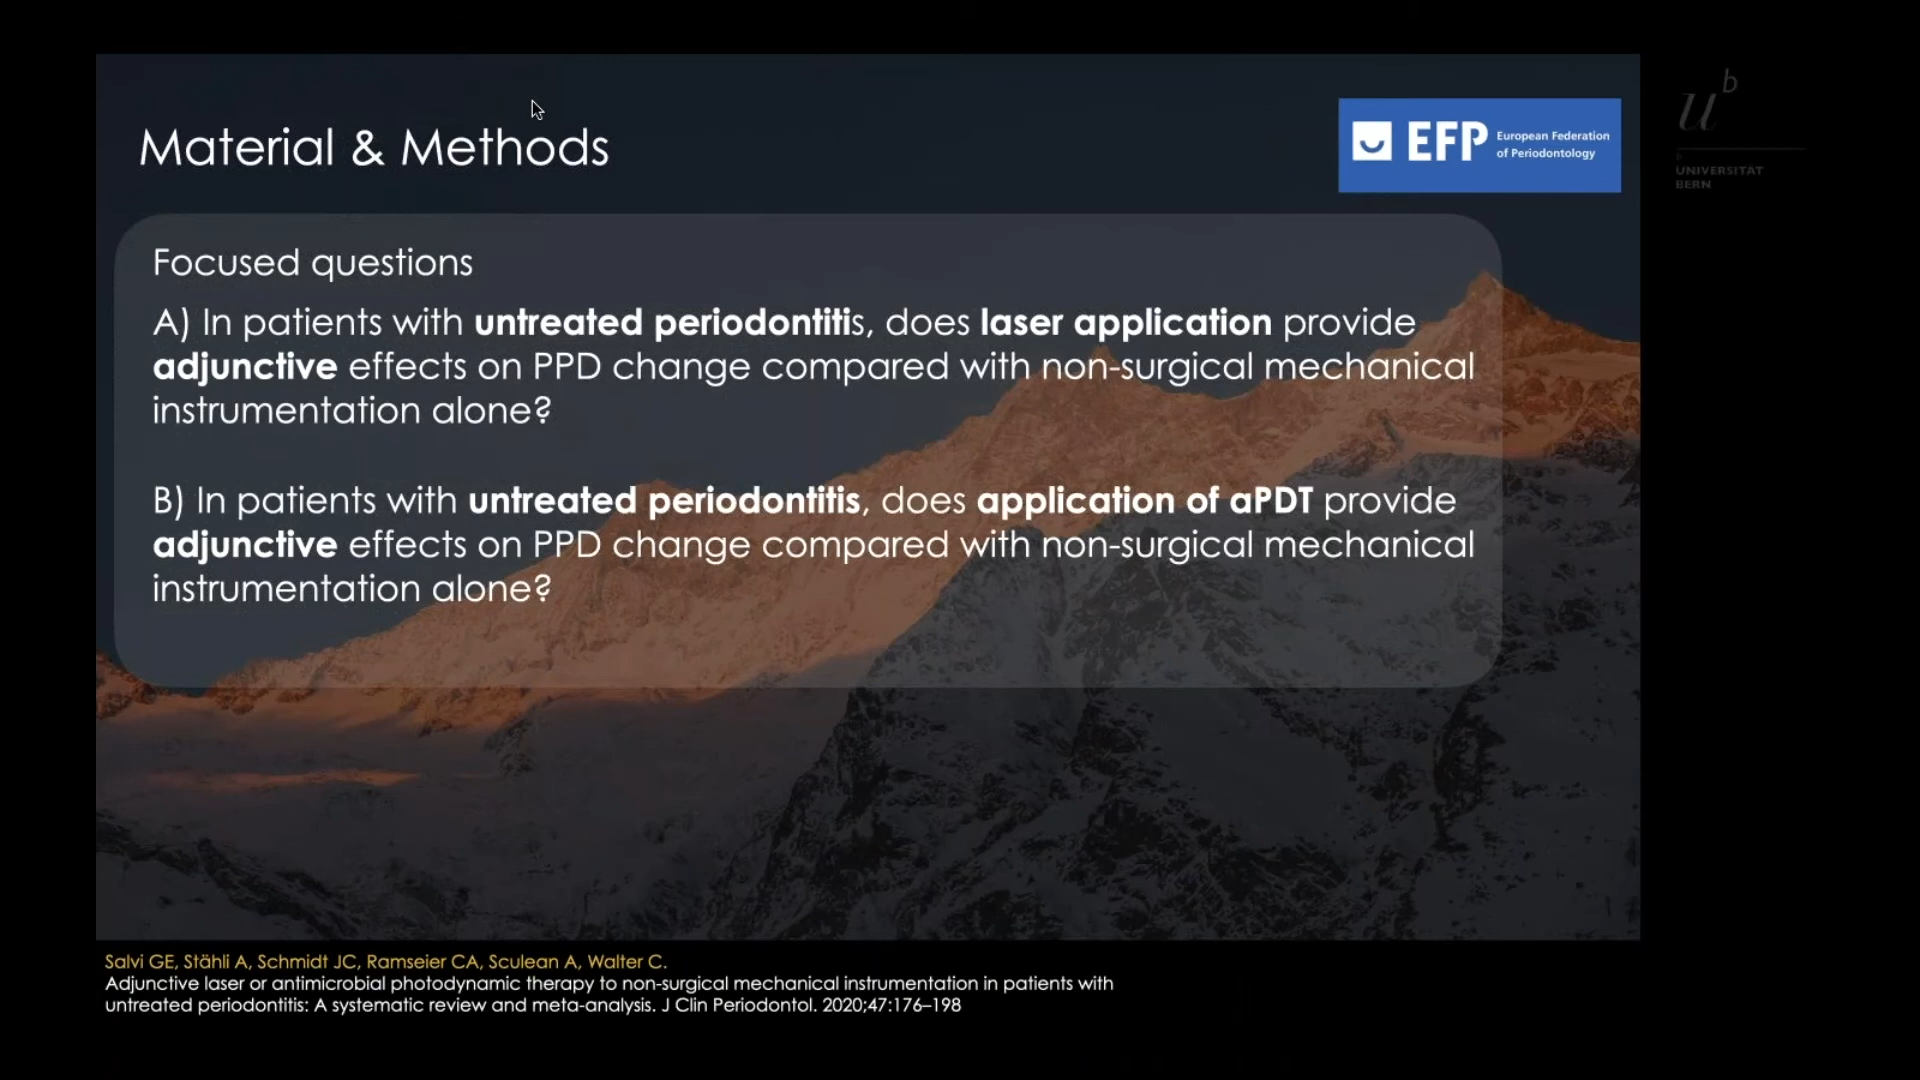 Material & Methods
EFP European Federation
of Periodontology
u
b
b
UNIVERSITÄT
BERN
Focused questions
A) In patients with untreated periodontitis, does laser application provide
adjunctive effects on PPD change compared with non-surgical mechanical
instrumentation alone?
B) In patients with untreated periodontitis, does application of aPDT provide
adjunctive effects on PPD change compared with non-surgical mechanical
instrumentation alone?
Salvi GE, Stähli A, Schmidt JC, Ramseier CA, Sculean A, Walter C.
Adjunctive laser or antimicrobial photodynamic therapy to non-surgical mechanical instrumentation in patients with
untreated periodontitis: A systematic review and meta-analysis. J Clin Periodontol. 2020;47:176–198